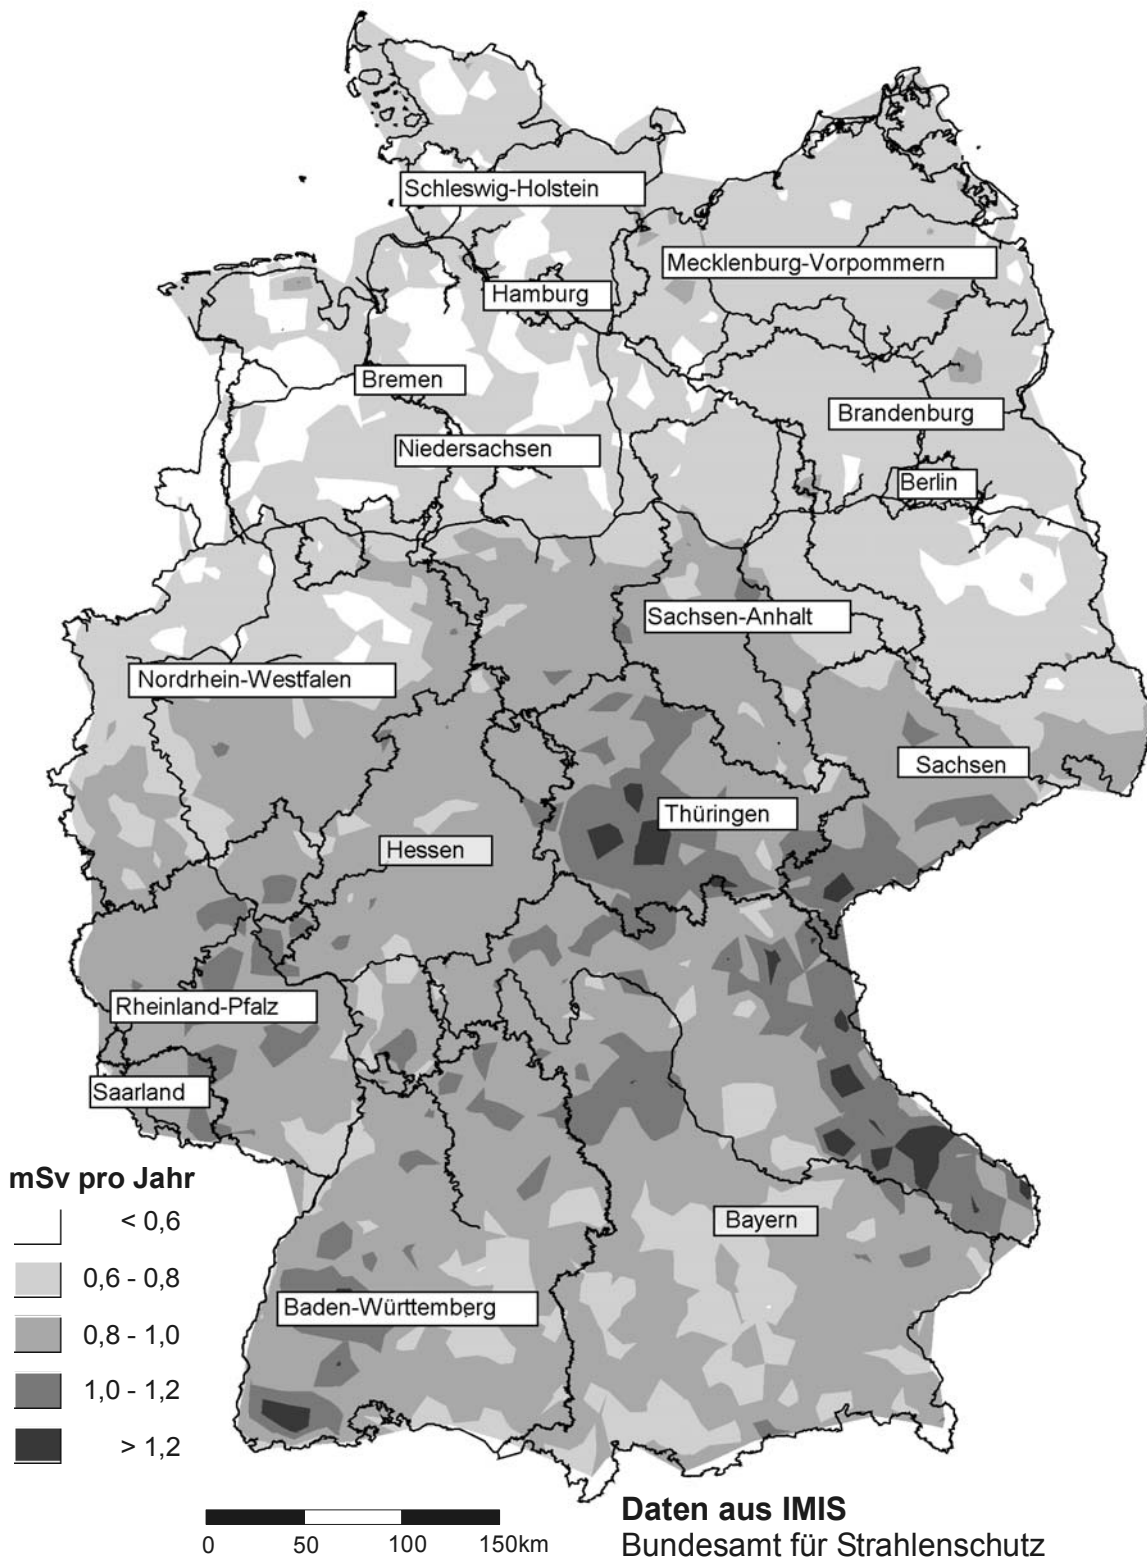 Schleswig-Holstein
Mecklenburg-Vorpommern
Hamburg
Bremen
Brandenburg
Niedersachsen
Berlin
Sachsen-Anhalt
Nordrhein-Westfalen
Sachsen
Thüringen
Hessen
Rheinland-Pfalz
Saarland
Bayern
Baden-Württemberg
mSv pro Jahr
< 0,6
0,6 - 0,8
0,8 - 1,0
1,0 - 1,2
> 1,2
0 50 100 150km
Daten aus IMIS
Bundesamt für Strahlenschutz